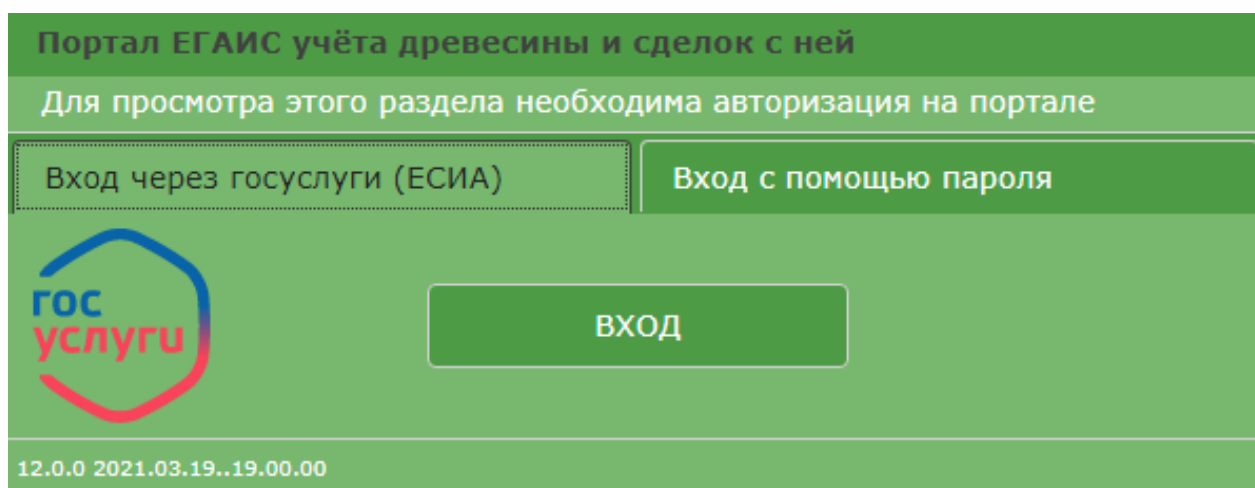 Портал ЕГАИС учёта древесины и сделок с ней
Для просмотра этого раздела необходима авторизация на портале
Вход через госуслуги (ЕСИА)
Вход с помощью пароля
гос
услуги
ВХОД
12.0.0 2021.03.19..19.00.00